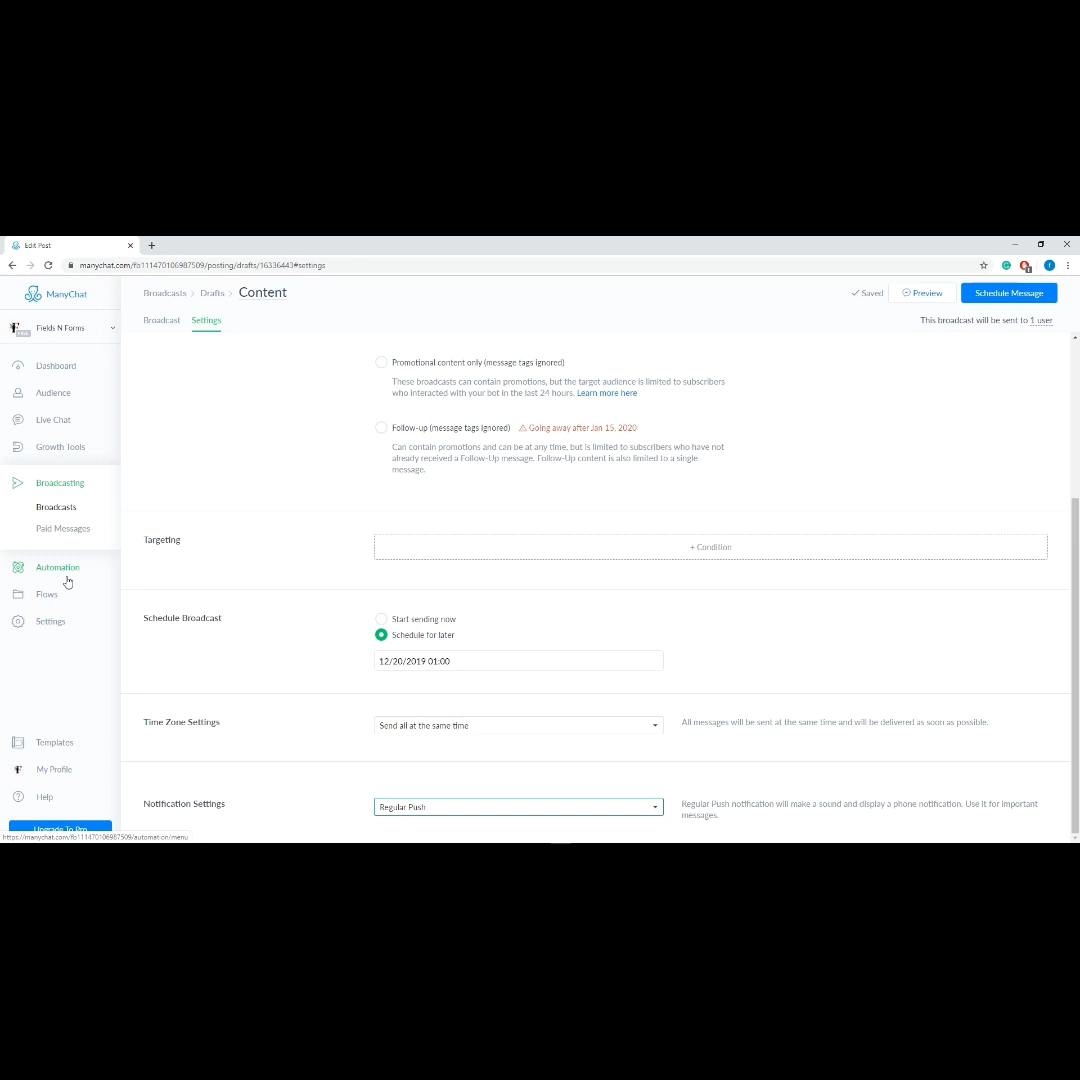 Edit Post
manychat.com/fb111470106987509/posting/drafts/16336443#settings
ManyChat
Broadcasts > Drafts > Content
Saved
Preview
Schedule Message
Fields N Forms
Broadcast
Settings
This broadcast will be sent to 1 user
Dashboard
Audience
Live Chat
Growth Tools
Broadcasting
Broadcasts
Paid Messages
Automation
Flows
Settings
Templates
My Profile
Help
Upgrade To Pro
https://manychat.com/fb111470106987509/automation/menu
Promotional content only (message tags ignored)
These broadcasts can contain promotions, but the target audience is limited to subscribers
who interacted with your bot in the last 24 hours. Learn more here
Follow-up (message tags ignored) Going away after Jan 15, 2020
Can contain promotions and can be at any time, but is limited to subscribers who have not
already received a Follow-Up message. Follow-Up content is also limited to a single
message.
Targeting
+ Condition
Schedule Broadcast
Start sending now
Schedule for later
12/20/2019 01:00
Time Zone Settings
Send all at the same time
All messages will be sent at the same time and will be delivered as soon as possible.
Notification Settings
Regular Push
Regular Push notification will make a sound and display a phone notification. Use it for important
messages.